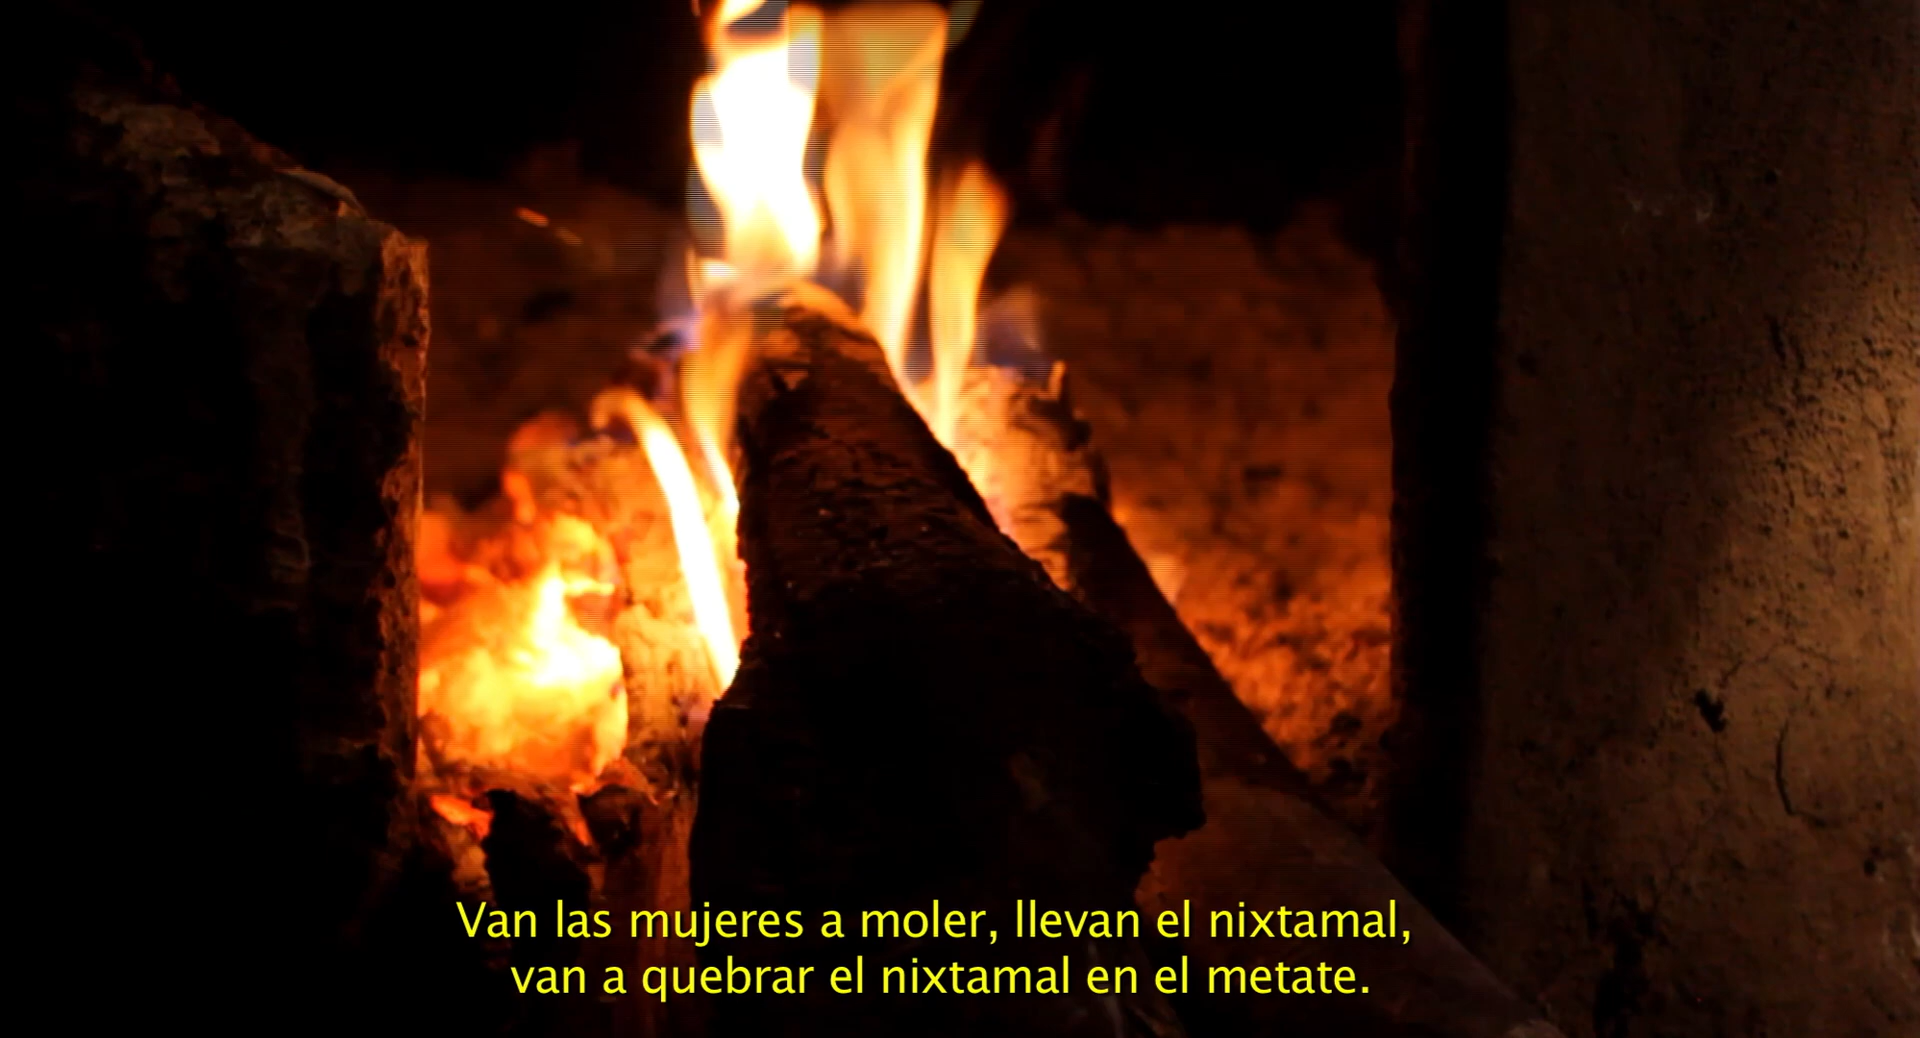 Van las mujeres a moler, llevan el nixtamal,
van a quebrar el nixtamal en el metate.